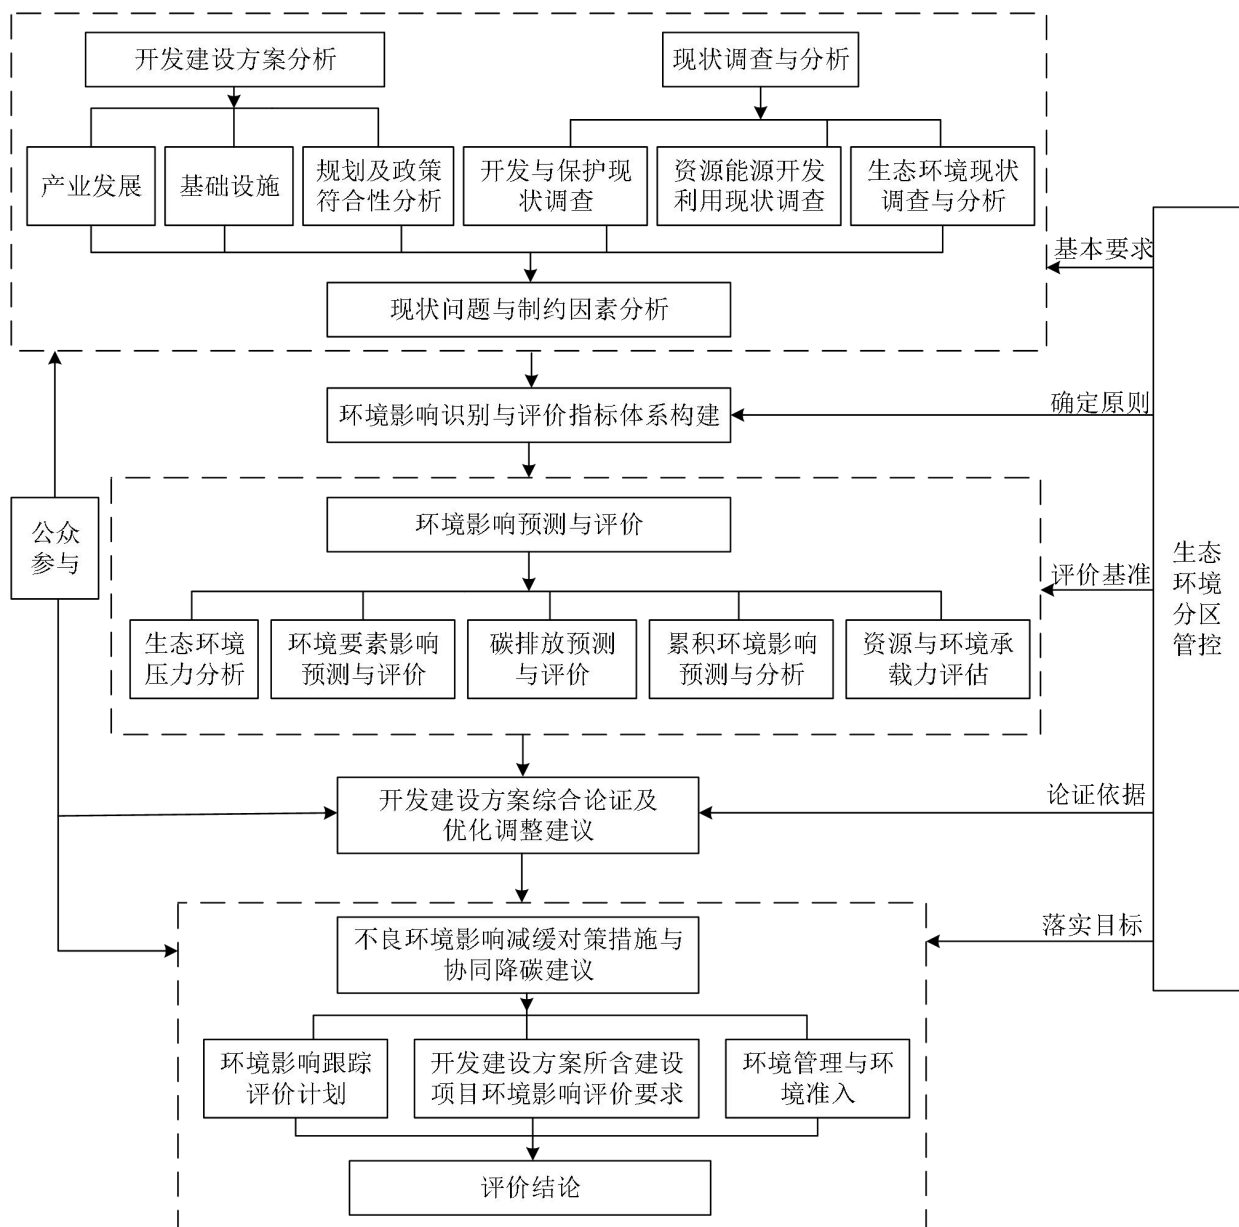 开发建设方案分析
现状调查与分析
产业发展
基础设施
规划及政策
符合性分析
开发与保护现
状调查
资源能源开发
利用现状调查
生态环境现状
调查与分析
基本要求
现状问题与制约因素分析
环境影响识别与评价指标体系构建
确定原则
公众
参与
环境影响预测与评价
评价基准
生态
环境
分区
管控
生态环境
压力分析
环境要素影响
预测与评价
碳排放预测
与评价
累积环境影响
预测与分析
资源与环境承
载力评估
开发建设方案综合论证及
优化调整建议
论证依据
不良环境影响减缓对策措施与
协同降碳建议
落实目标
环境影响跟踪
评价计划
开发建设方案所含建设
项目环境影响评价要求
环境管理与环
境准入
评价结论